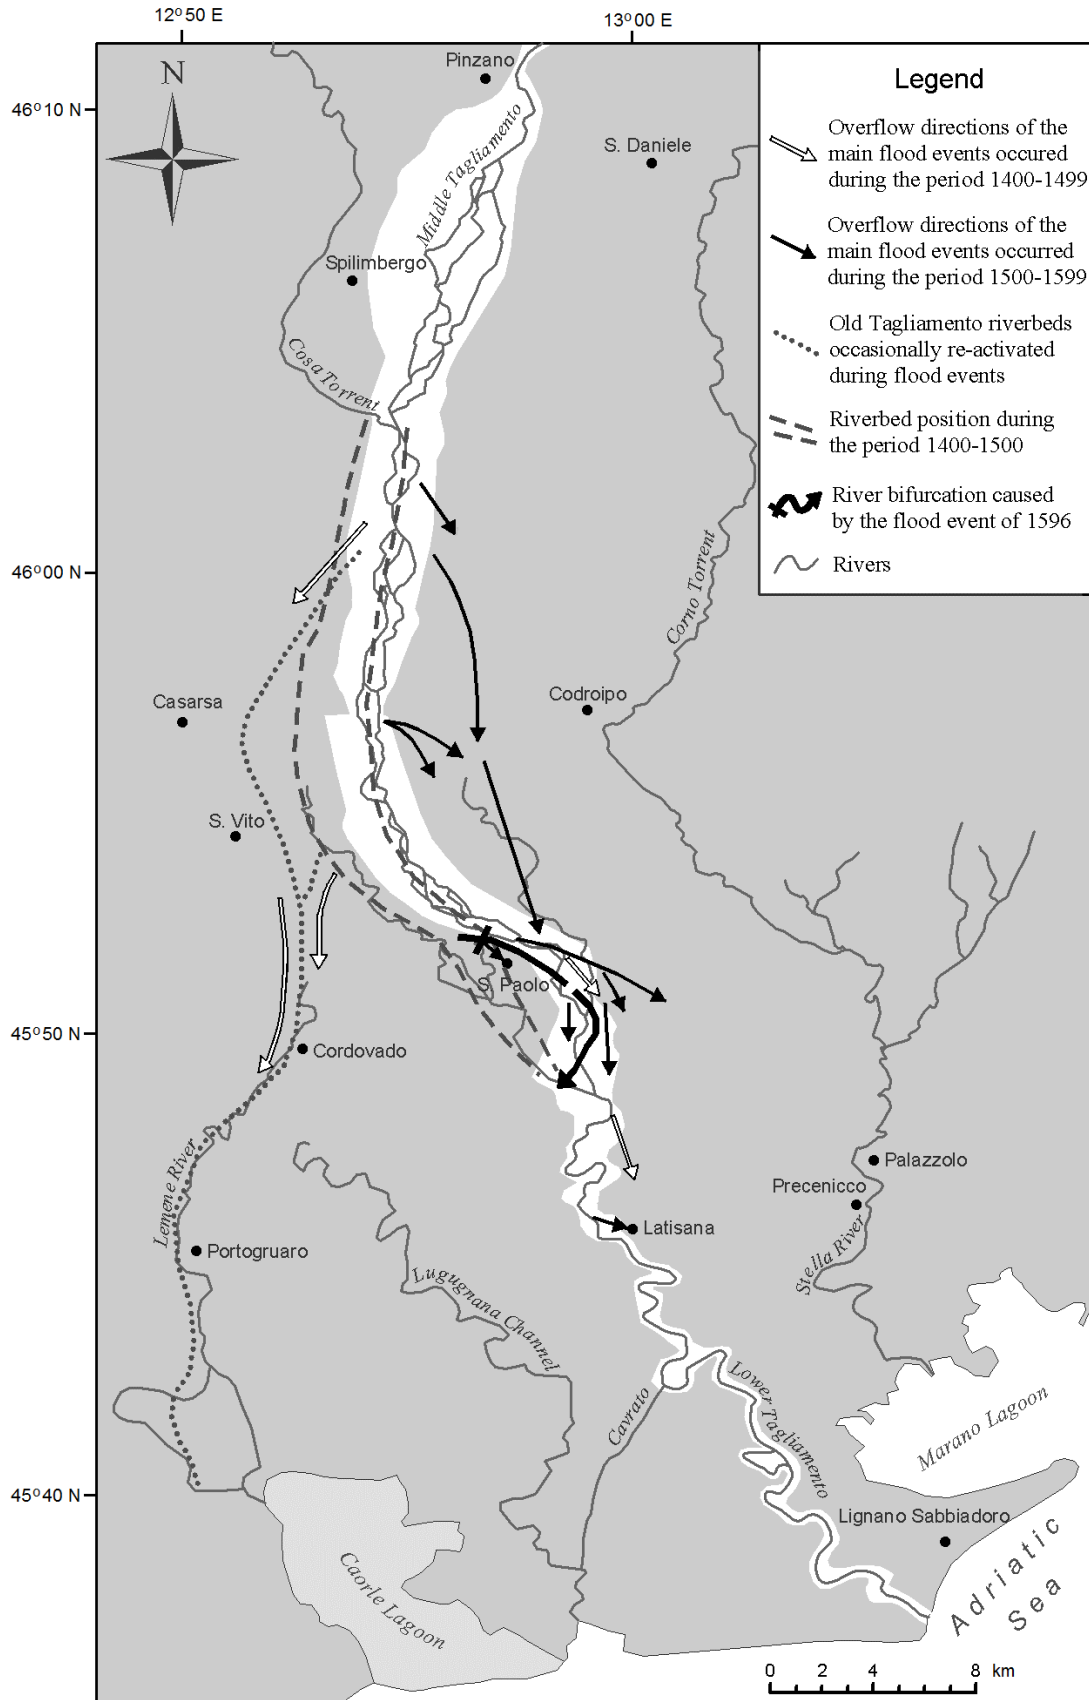 12°50 E
13°00 E
46°10 N
46°00 N
45°50 N
45°40 N
N
Pinzano
S. Daniele
Middle Tagliamento
Spilimbergo
Cosa Torrent
Corno Torrent
Casarsa
Codroipo
S. Vito
S. Paolo
Cordovado
Lemene River
Palazzolo
Precenicco
Stella River
Latisana
Portogruaro
Lugugnana Channel
Cavrato
Lower
Tagliamento
Marano Lagoon
Lignano Sabbiadoro
Caorle Lagoon
Adriatic
Sea
0 2 4 8 km
Legend
Overflow directions of the
main flood events occured
during the period 1400-1499
Overflow directions of the
main flood events occurred
during the period 1500-1599
Old Tagliamento riverbeds
occasionally re-activated
during flood events
Riverbed position during
the period 1400-1500
River bifurcation caused
by the flood event of 1596
Rivers